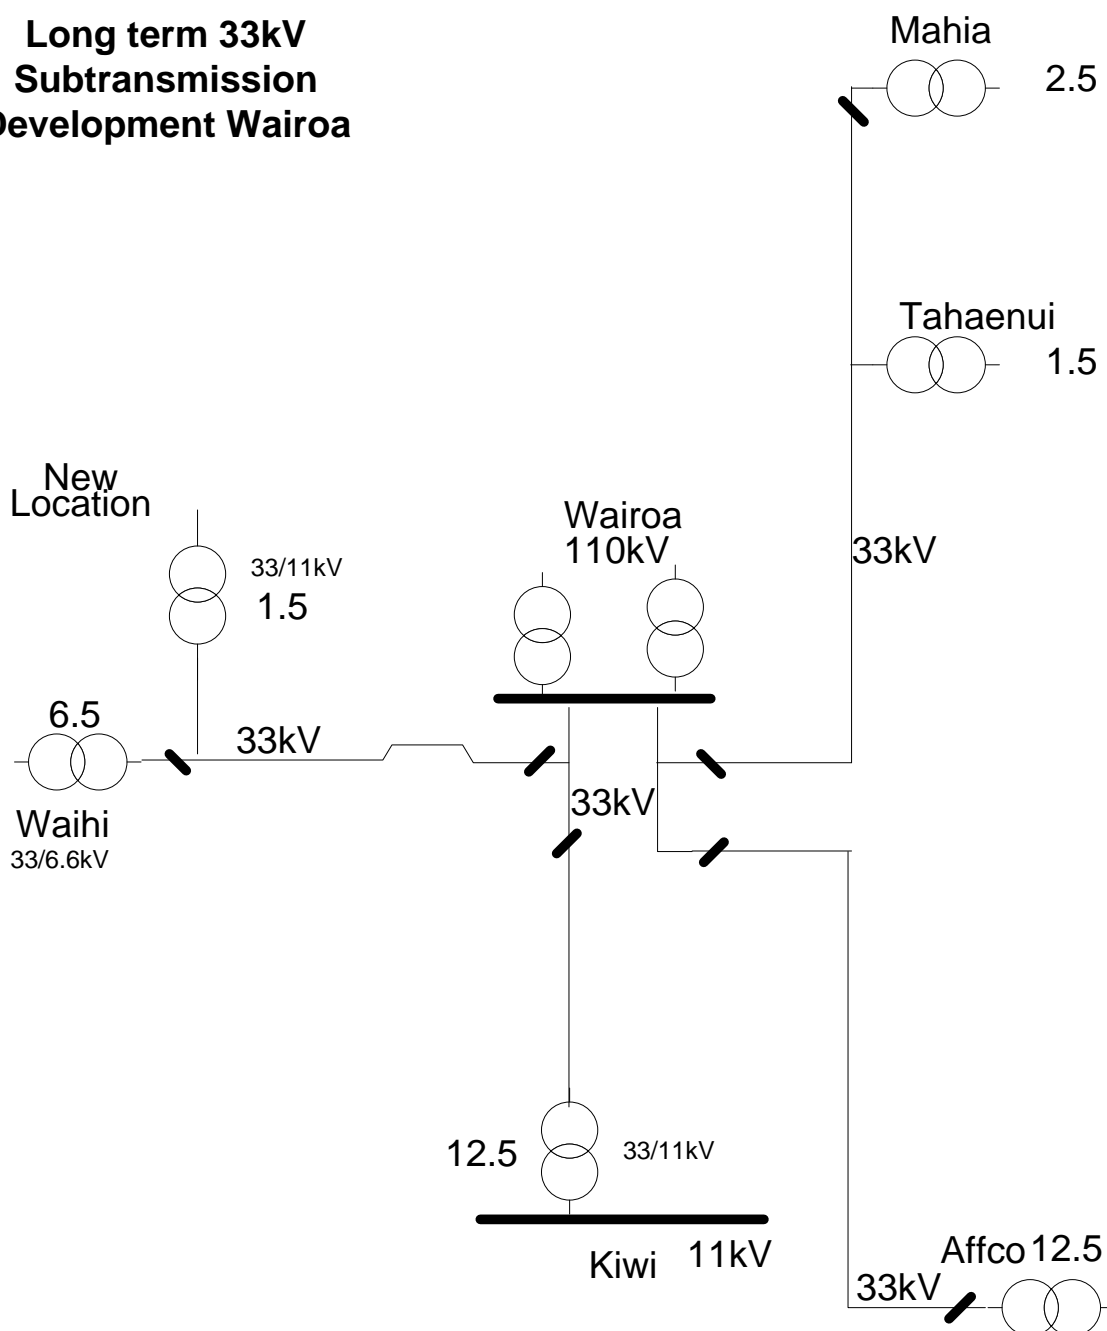 Long term 33kV
Subtransmission
Development Wairoa
Mahia
2.5
Tahaenui
1.5
New
Location
33/11kV
1.5
Wairoa
110kV
33kV
6.5
33kV
33kV
Waihi
33/6.6kV
12.5
33/11kV
Kiwi
11kV
Affco 12.5
33kV